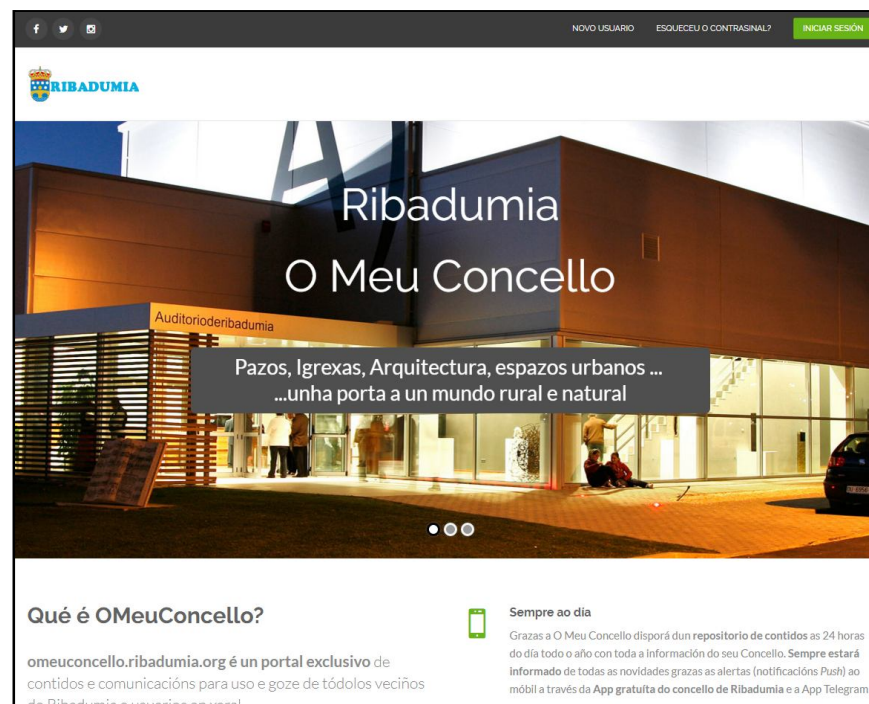 NOVO USUARIO ESQUECEU O CONTRASINAL? INICIAR SESIÓN
RIBADUMIA
A)
Ribadumia
O Meu Concello
Auditorioderibadumia
Pazos, Igrexas, Arquitectura, espazos urbanos ...
...unha porta a un mundo rural e natural
Qué é OMeuConcello?
omeuconcello.ribadumia.org é un portal exclusivo de
contidos e comunicacións para uso e goze de tódolos veciños
Sempre ao día
Grazas a O Meu Concello disporá dun repositorio de contidos as 24 horas
do día todo o año con toda a información do seu Concello. Sempre estará
informado de todas as novidades grazas as alertas (notificacións Push) ao
móbil a través da App gratuíta do concello de Ribadumia e a App Telegram